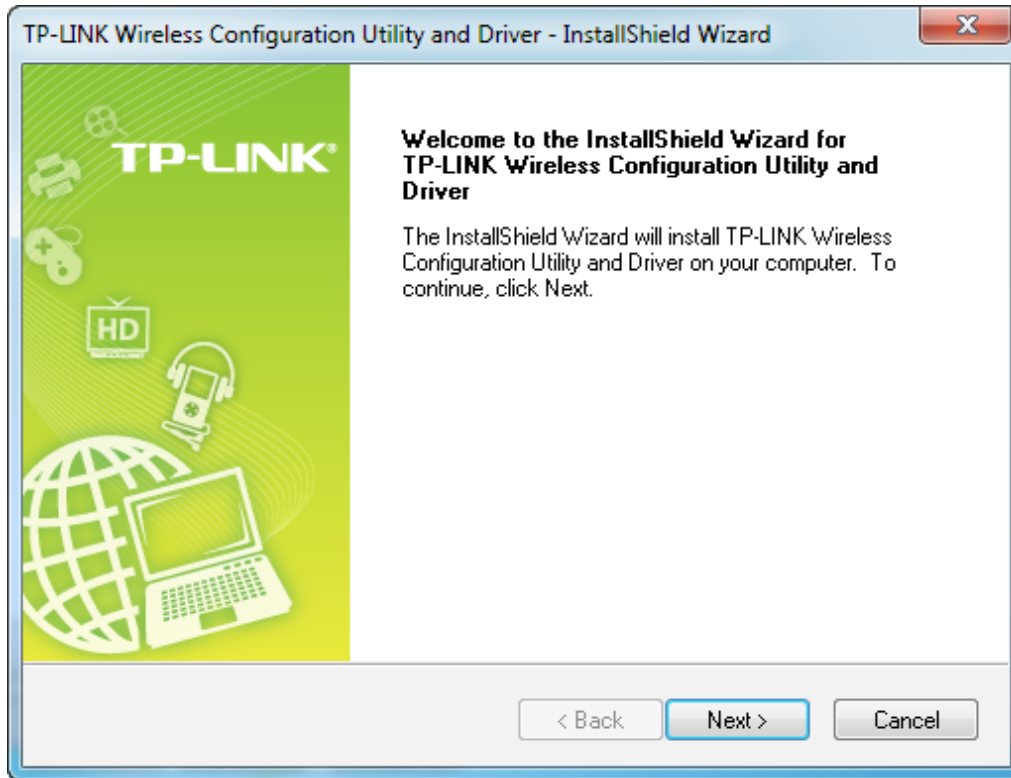 TP-LINK Wireless Configuration Utility and Driver - InstallShield Wizard
TP-LINK®
HD
Welcome to the InstallShield Wizard for
TP-LINK Wireless Configuration Utility and
Driver
The InstallShield Wizard will install TP-LINK Wireless
Configuration Utility and Driver on your computer.  To
continue, click Next.
< Back
Next >
Cancel